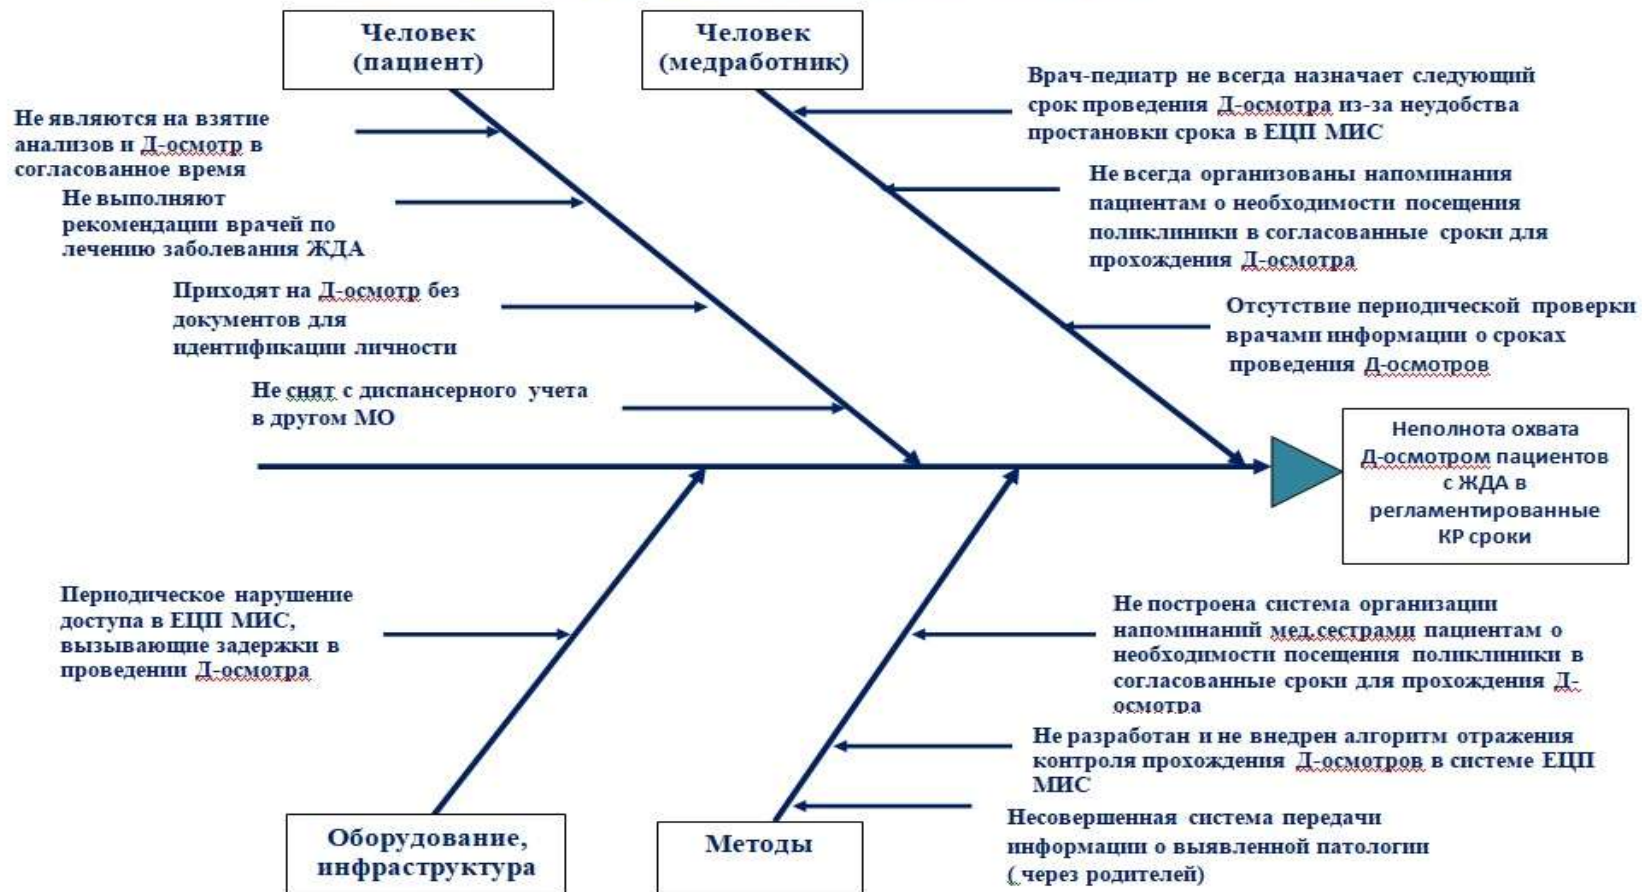 Человек
(пациент)
Человек
(медработник)
Не являются на взятие
анализов и Д-осмотр в
согласованное время
Не выполняют
рекомендации врачей по
лечению заболевания ЖДА
Приходят на Д-осмотр без
документов для
идентификации личности
Не снят с диспансерного учета
в другом МО
Врач-педиатр не всегда назначает следующий
срок проведения Д-осмотра из-за неудобства
простановки срока в ЕЦП МИС
Не всегда организованы напоминания
пациентам о необходимости посещения
поликлиники в согласованные сроки для
прохождения Д-осмотра
Отсутствие периодической проверки
врачами информации о сроках
проведения Д-осмотров
Неполнота охвата
Д-осмотром пациентов
с ЖДА в
регламентированные
КР сроки
Периодическое нарушение
доступа в ЕЦП МИС,
вызывающие задержки в
проведении Д-осмотра
Не построена система организации
напоминаний мед.сестрами пациентам о
необходимости посещения поликлиники в
согласованные сроки для прохождения Д-
осмотра
Не разработан и не внедрен алгоритм отражения
контроля прохождения Д-осмотров в системе ЕЦП
МИС
Несовершенная система передачи
информации о выявленной патологии
( через родителей)
Оборудование,
инфраструктура
Методы